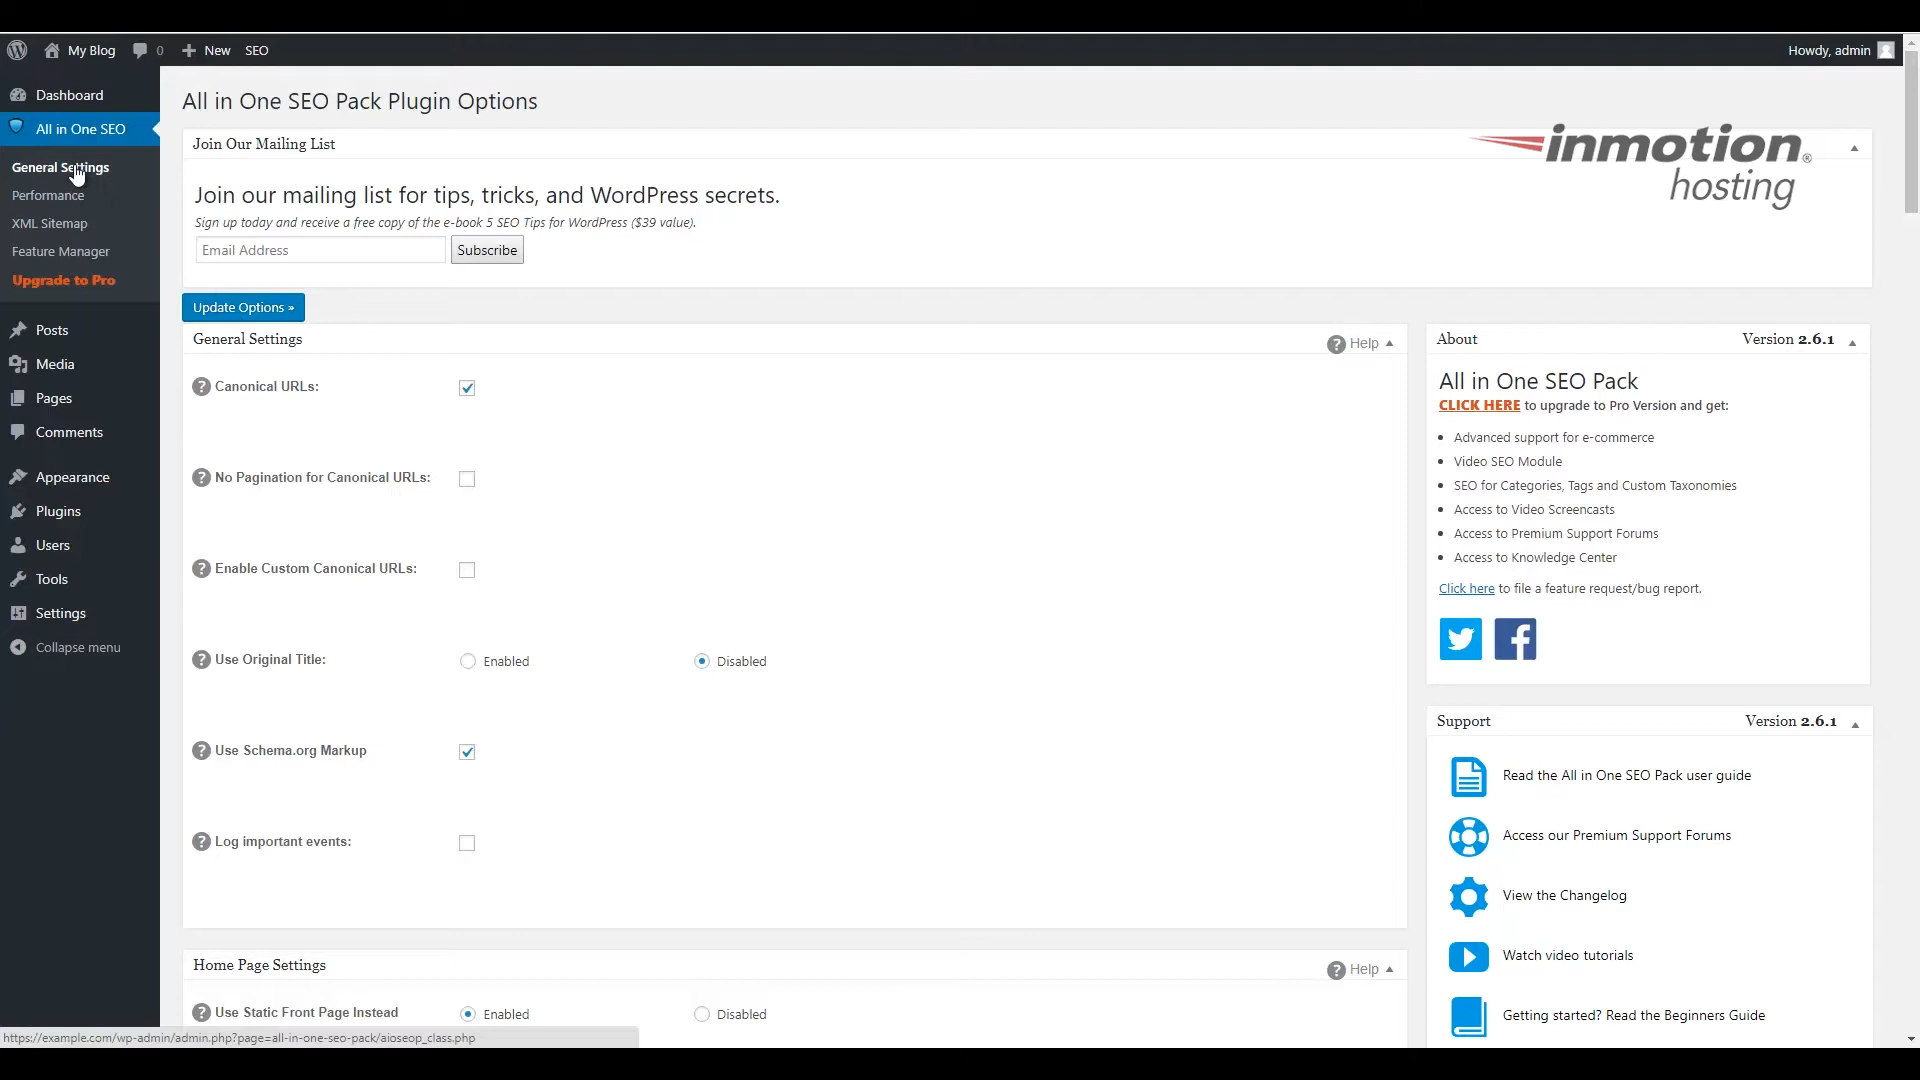 My Blog 0 New SEO Howdy, admin
Dashboard
All in One SEO
General Settings
Performance
XML Sitemap
Feature Manager
Upgrade to Pro
Posts
Media
Pages
Comments
Appearance
Plugins
Users
Tools
Settings
Collapse menu
All in One SEO Pack Plugin Options
Join Our Mailing List
inmotion®
hosting
Join our mailing list for tips, tricks, and WordPress secrets.
Sign up today and receive a free copy of the e-book 5 SEO Tips for WordPress ($39 value).
Email Address Subscribe
Update Options »
General Settings
? Help
? Canonical URLs:
? No Pagination for Canonical URLs:
? Enable Custom Canonical URLs:
? Use Original Title: Enabled Disabled
? Use Schema.org Markup
? Log important events:
Home Page Settings
? Help
? Use Static Front Page Instead Enabled Disabled
About Version 2.6.1
All in One SEO Pack
CLICK HERE to upgrade to Pro Version and get:
• Advanced support for e-commerce
• Video SEO Module
• SEO for Categories, Tags and Custom Taxonomies
• Access to Video Screencasts
• Access to Premium Support Forums
• Access to Knowledge Center
Click here to file a feature request/bug report.
Support Version 2.6.1
Read the All in One SEO Pack user guide
Access our Premium Support Forums
View the Changelog
Watch video tutorials
Getting started? Read the Beginners Guide
https://example.com/wp-admin/admin.php?page=all-in-one-seo-pack/aioseop_class.php